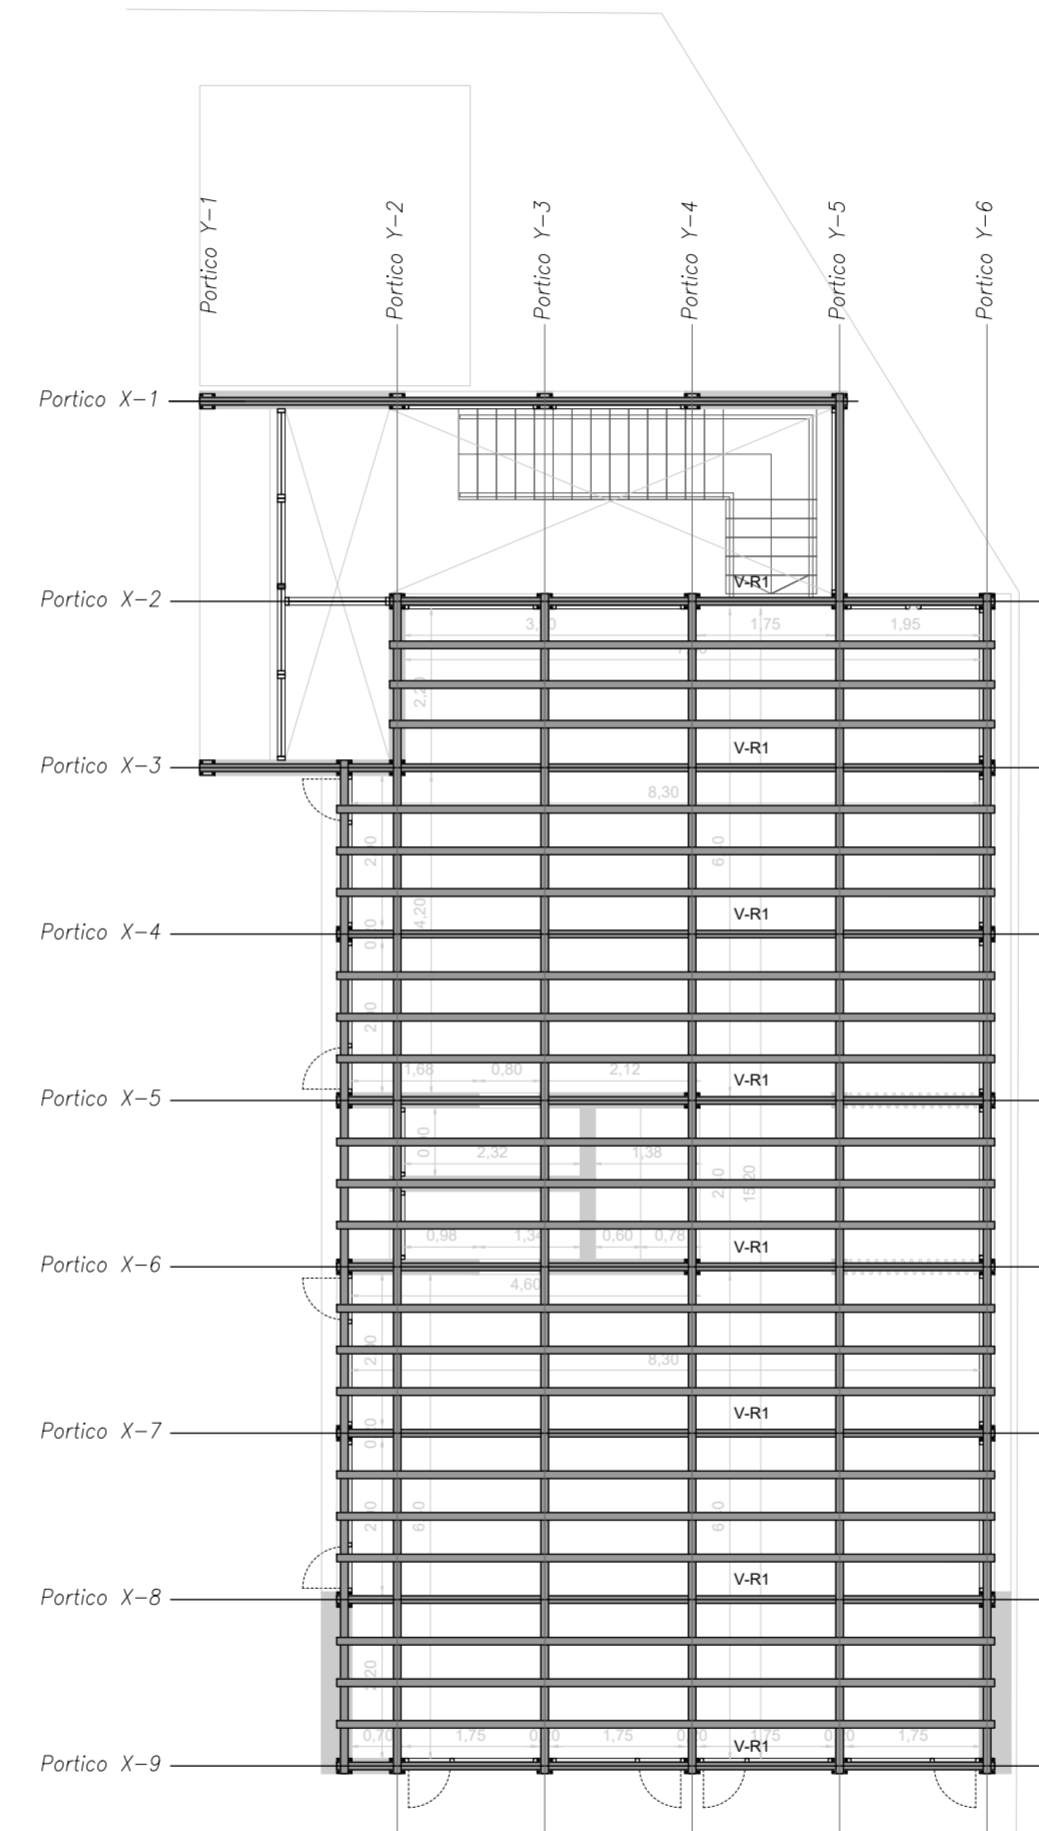 Portico Y-1
Portico Y-2
Portico Y-3
Portico Y-4
Portico Y-5
Portico Y-6
Portico X-1
V-R1
Portico X-2
1,75
1,95
V-R1
Portico X-3
8,30
V-R1
4,20
Portico X-4
1,68
0,80
2,12
V-R1
Portico X-5
2,32
1,38
0,98
0,60
0,78
V-R1
Portico X-6
4,60
8,30
V-R1
Portico X-7
V-R1
Portico X-8
0,70
1,75
1,75
1,75
1,75
V-R1
Portico X-9